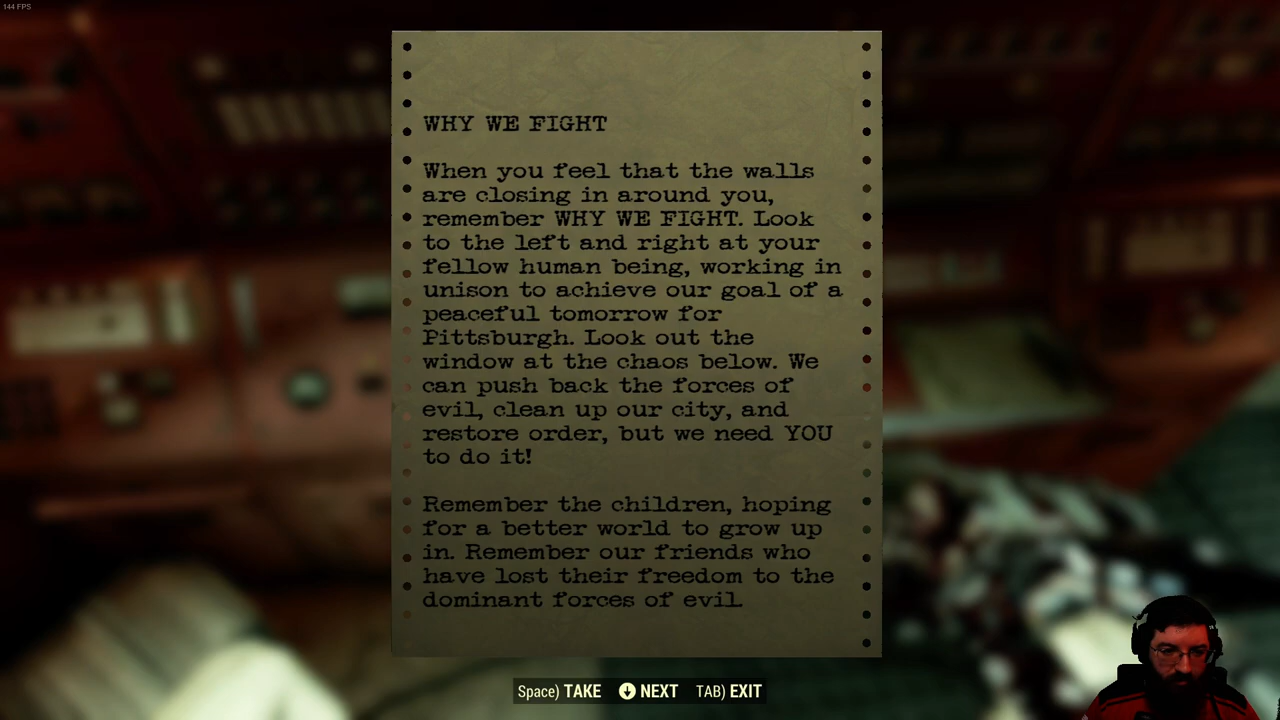 144 FPS
WHY WE FIGHT
When you feel that the walls
are closing in around you,
remember WHY WE FIGHT. Look
to the left and right at your
fellow human being, working in
unison to achieve our goal of a
peaceful tomorrow for
Pittsburgh. Look out the
window at the chaos below. We
can push back the forces of
evil, clean up our city, and
restore order, but we need YOU
to do it!
Remember the children, hoping
for a better world to grow up
in. Remember our friends who
have lost their freedom to the
dominant forces of evil.
Space) TAKE NEXT TAB) EXIT